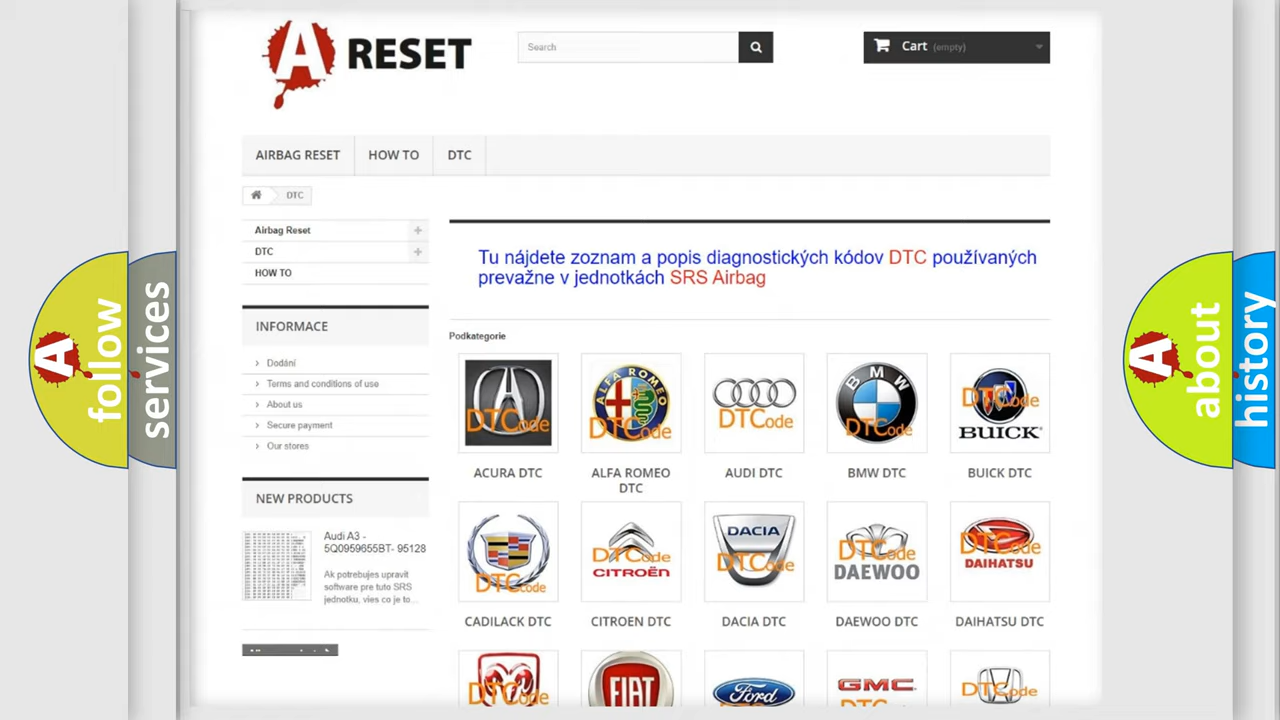 A RESET
Search
Cart (empty)
AIRBAG RESET
HOW TO
DTC
DTC
Airbag Reset
DTC
HOW TO
Tu nájdete zoznam a popis diagnostických kódov DTC používaných
prevažne v jednotkách SRS Airbag
INFORMACE
Dodání
Terms and conditions of use
About us
Secure payment
Our stores
Podkategorie
DTCode
ALFA ROMEO
DTCode
DTCode
BMW
DTCode
DTCode
BUICK
ACURA DTC
ALFA ROMEO
DTC
AUDI DTC
BMW DTC
BUICK DTC
NEW PRODUCTS
Audi A3 -
5Q0959655BT- 95128
Ak potrebujes upravit
software pre tuto SRS
jednotku, vies co je to...
DTCode
DTCode
CITROËN
DACIA
DTCode
DTCode
DAEWOO
DTCode
DAIHATSU
CADILACK DTC
CITROEN DTC
DACIA DTC
DAEWOO DTC
DAIHATSU DTC
DTCode
FIAT
Ford
DTCode
GMC
DTCode
A follow
services
A about
history